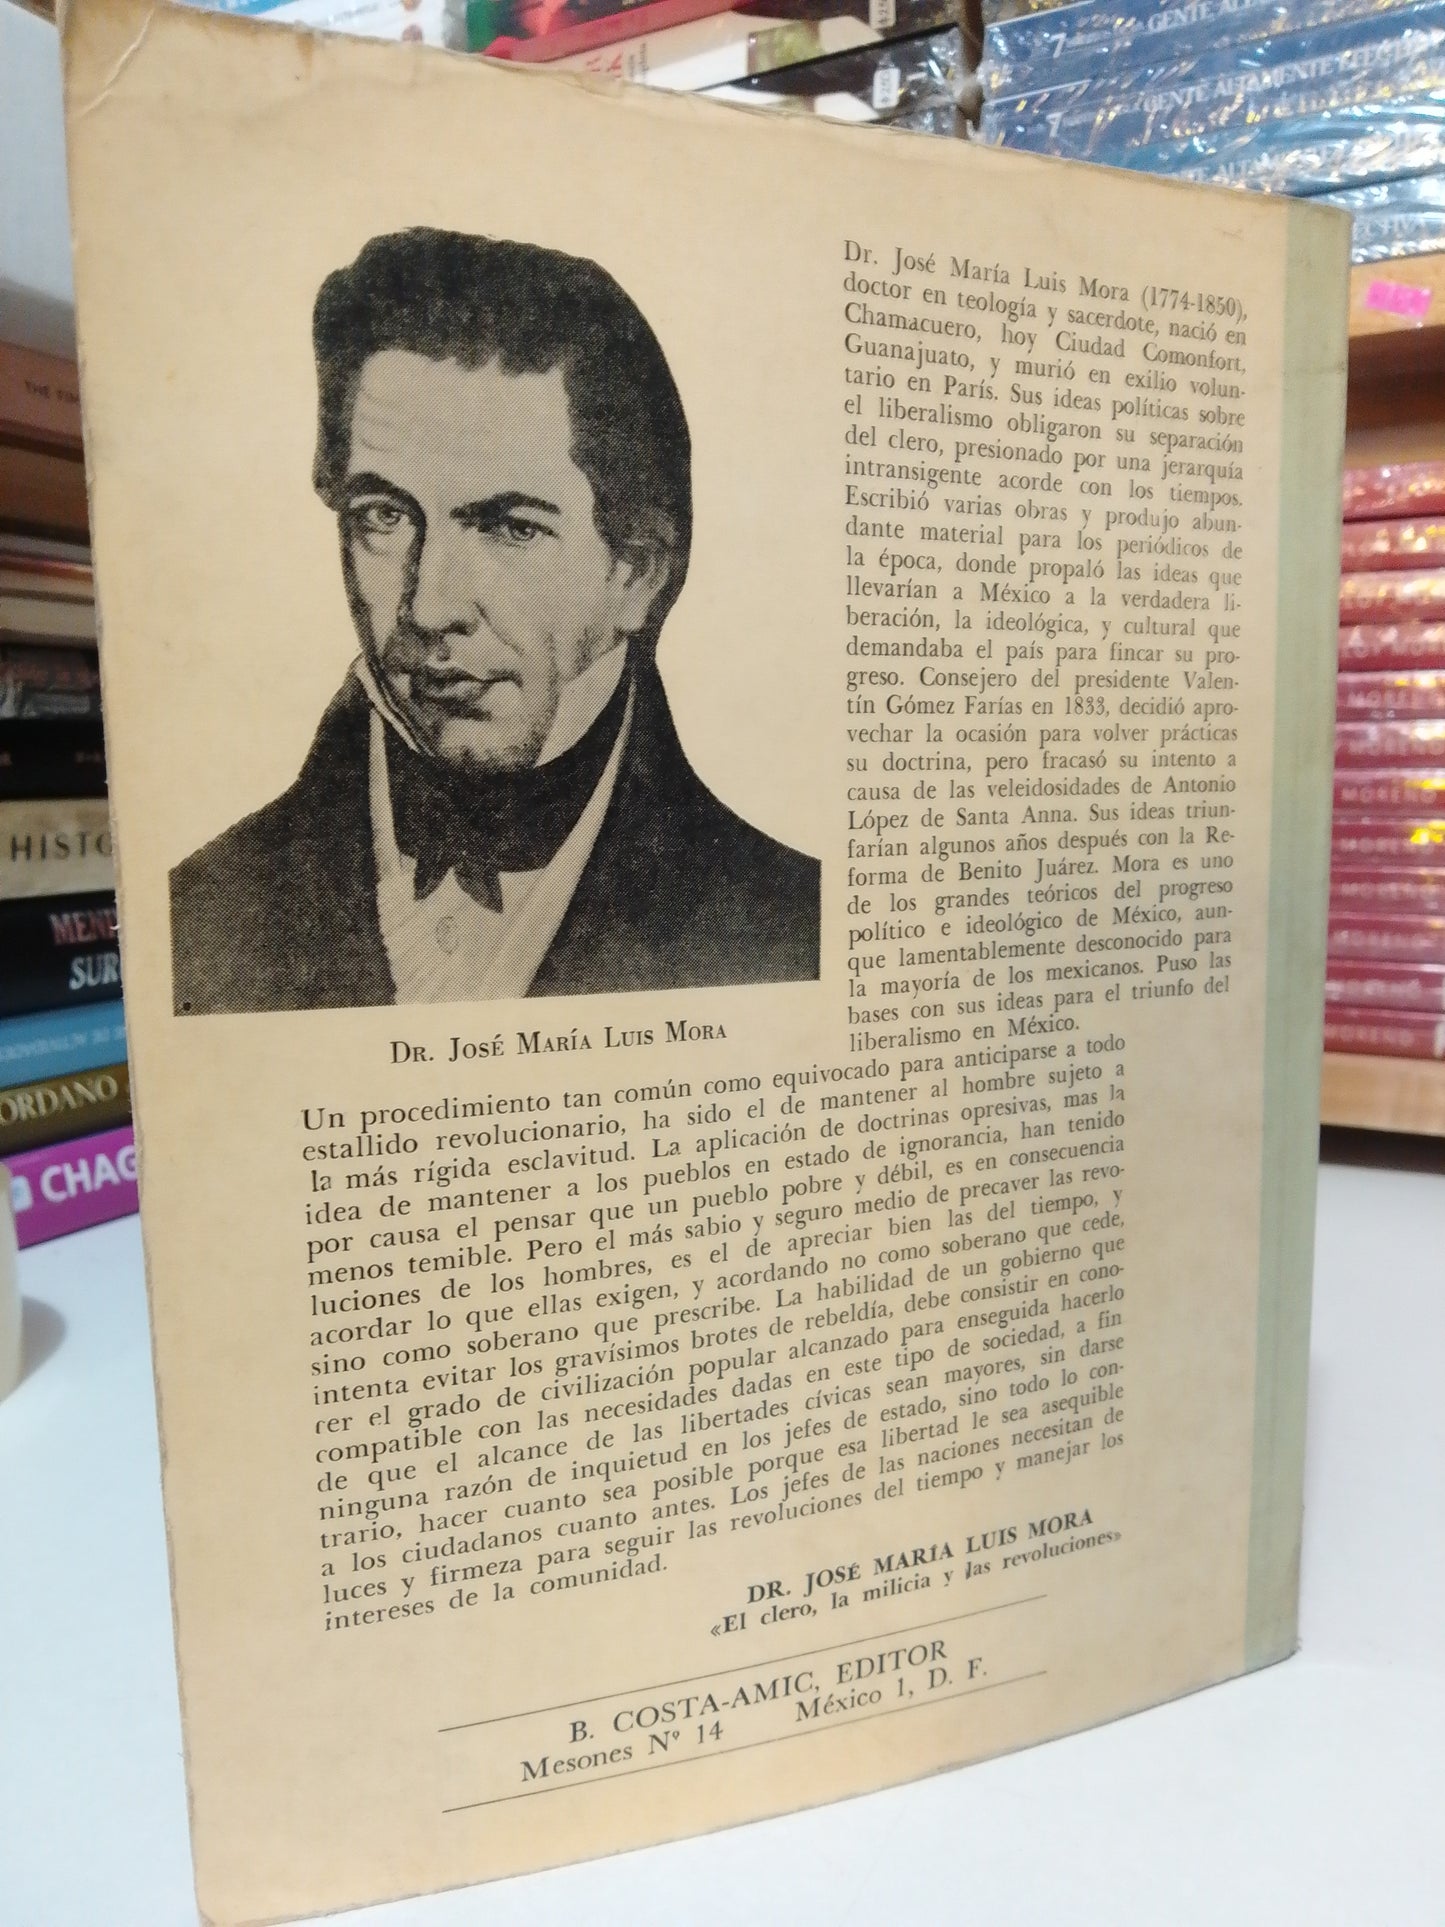 GENTE ALTAMENTE EFECTIVA
GENTE ALTAMENTE
HISTO
MEND
SUR
ORDANO
CHAG
MORENO
MORENO
Dr. José María Luis Mora (1774-1850),
doctor en teología y sacerdote, nació en
Chamacuero, hoy Ciudad Comonfort,
Guanajuato, y murió en exilio volun-
tario en París. Sus ideas políticas sobre
el liberalismo obligaron su separación
del clero, presionado por una jerarquía
intransigente acorde con los tiempos.
Escribió varias obras y produjo abun-
dante material para los periódicos de
la época, donde propaló las ideas que
llevarían a México a la verdadera li-
beración, la ideológica, y cultural que
demandaba el país para fincar su pro-
greso. Consejero del presidente Valen-
tín Gómez Farías en 1833, decidió apro-
vechar la ocasión para volver prácticas
su doctrina, pero fracasó su intento a
causa de las veleidosidades de Antonio
López de Santa Anna. Sus ideas triun-
farían algunos años después con la Re-
forma de Benito Juárez. Mora es uno
de los grandes teóricos del progreso
político e ideológico de México, aun-
que lamentablemente desconocido para
la mayoría de los mexicanos. Puso las
bases con sus ideas para el triunfo del
liberalismo en México.
DR. JOSÉ MARÍA LUIS MORA
Un procedimiento tan común como equivocado para anticiparse a todo
estallido revolucionario, ha sido el de mantener al hombre sujeto a
la más rígida esclavitud. La aplicación de doctrinas opresivas, mas la
idea de mantener a los pueblos en estado de ignorancia, han tenido
por causa el pensar que un pueblo pobre y débil, es en consecuencia
menos temible. Pero el más sabio y seguro medio de precaver las revo-
luciones de los hombres, es el de apreciar bien las del tiempo, y
acordar lo que ellas exigen, y acordando no como soberano que cede,
sino como soberano que prescribe. La habilidad de un gobierno que
intenta evitar los gravísimos brotes de rebeldía, debe consistir en cono-
cer el grado de civilización popular alcanzado para enseguida hacerlo
compatible con las necesidades dadas en este tipo de sociedad, a fin
de que el alcance de las libertades cívicas sean mayores, sin darse
ninguna razón de inquietud en los jefes de estado, sino todo lo con-
trario, hacer cuanto sea posible porque esa libertad le sea asequible
a los ciudadanos cuanto antes. Los jefes de las naciones necesitan de
luces y firmeza para seguir las revoluciones del tiempo y manejar los
intereses de la comunidad.
DR. JOSÉ MARÍA LUIS MORA
«El clero, la milicia y las revoluciones»
B. COSTA-AMIC, EDITOR
Mesones Nº 14 México 1, D. F.